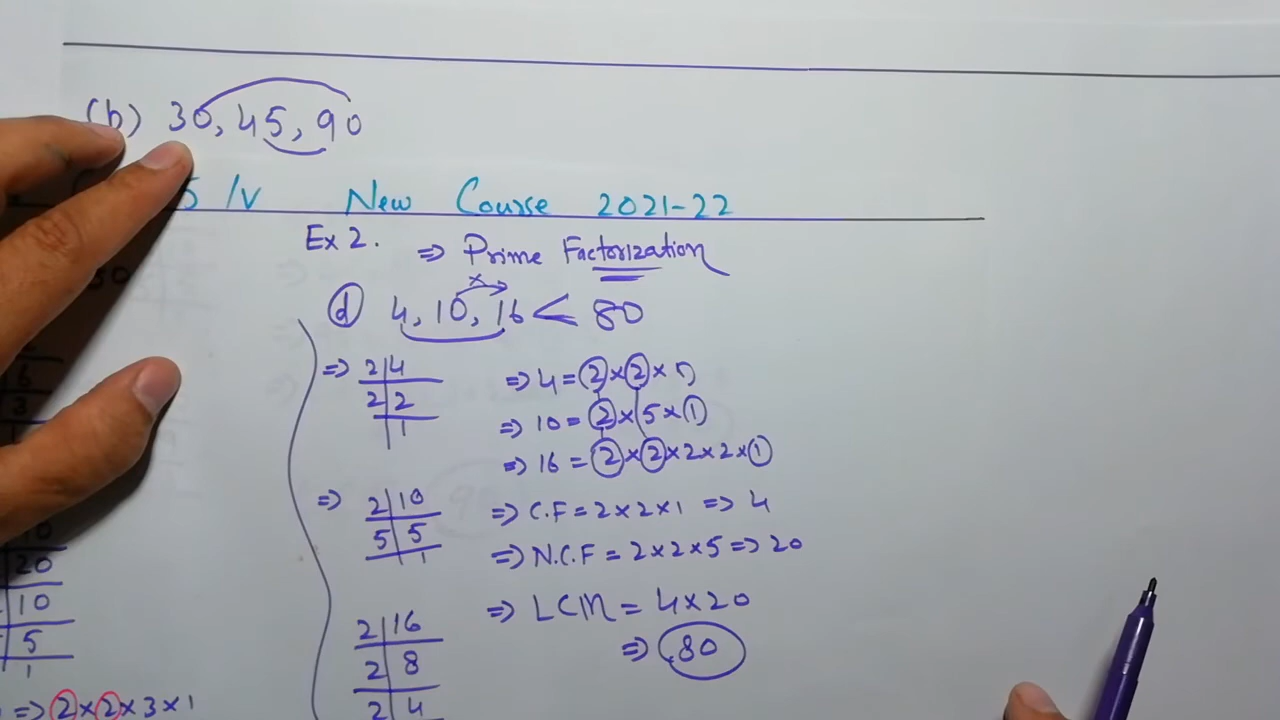 (b) 30, 45, 90
5 /V New Course 2021-22
Ex 2. ⇒ Prime Factorization
(d) 4, 10, 16 < 80
⇒ 2|4
2|2
|1
⇒ 4 = 2 × 2 × 1
⇒ 10 = 2 × 5 × 1
⇒ 16 = 2 × 2 × 2 × 2 × 1
⇒ 2|10
5|5
|1
⇒ C.F = 2 × 2 × 1 ⇒ 4
⇒ N.C.F = 2 × 2 × 5 ⇒ 20
⇒ LCM = 4 × 20
⇒ 80
2|16
2|8
2|4
20
10
5
1
⇒ 2 × 2 × 3 × 1